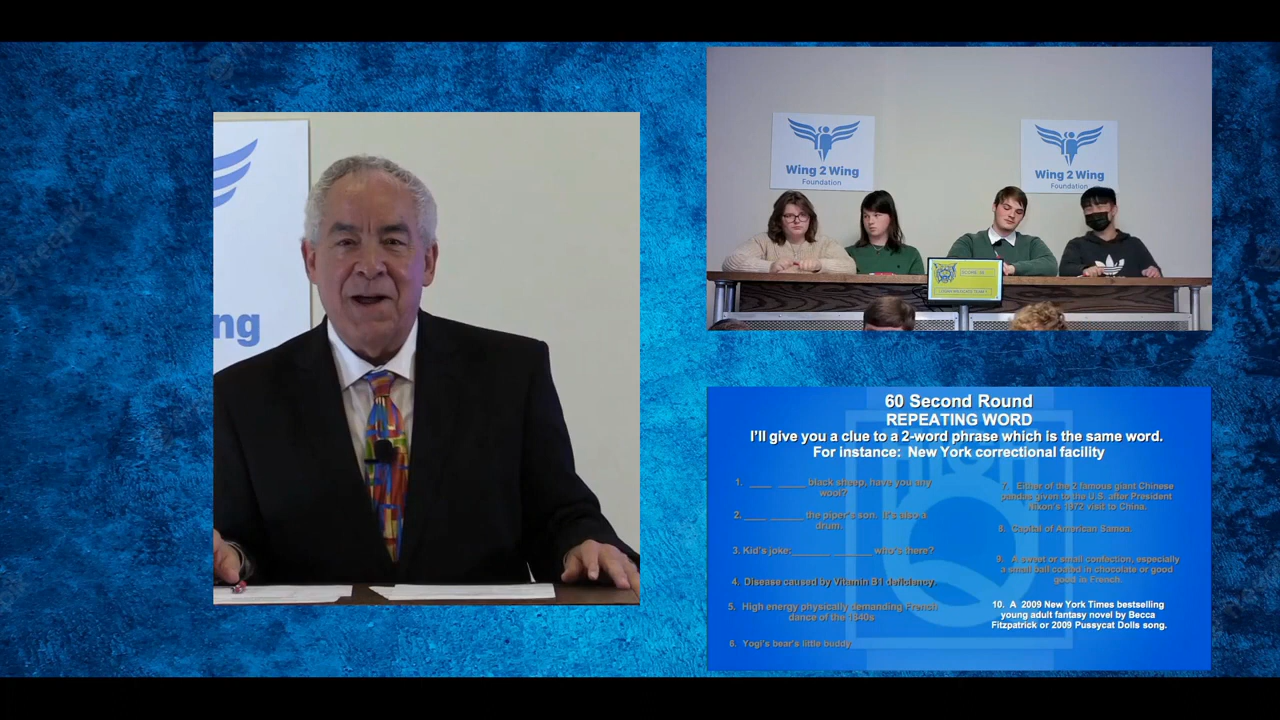 ng
Wing 2 Wing
Foundation
Wing 2 Wing
Foundation
60 Second Round
REPEATING WORD
I'll give you a clue to a 2-word phrase which is the same word.
For instance: New York correctional facility
1. ____ _____ black sheep, have you any
wool?
2. ____ ______ the piper's son. It's also a
drum.
3. Kid's joke:_______ _______ who's there?
4. Disease caused by Vitamin B1 deficiency.
5. High energy physically demanding French
dance of the 1840s
6. Yogi's bear's little buddy
7. Either of the 2 famous giant Chinese
pandas given to the U.S. after President
Nixon's 1972 visit to China.
8. Capital of American Samoa.
9. A sweet or small confection, especially
a small ball coated in chocolate or good
good in French.
10. A 2009 New York Times bestselling
young adult fantasy novel by Becca
Fitzpatrick or 2009 Pussycat Dolls song.